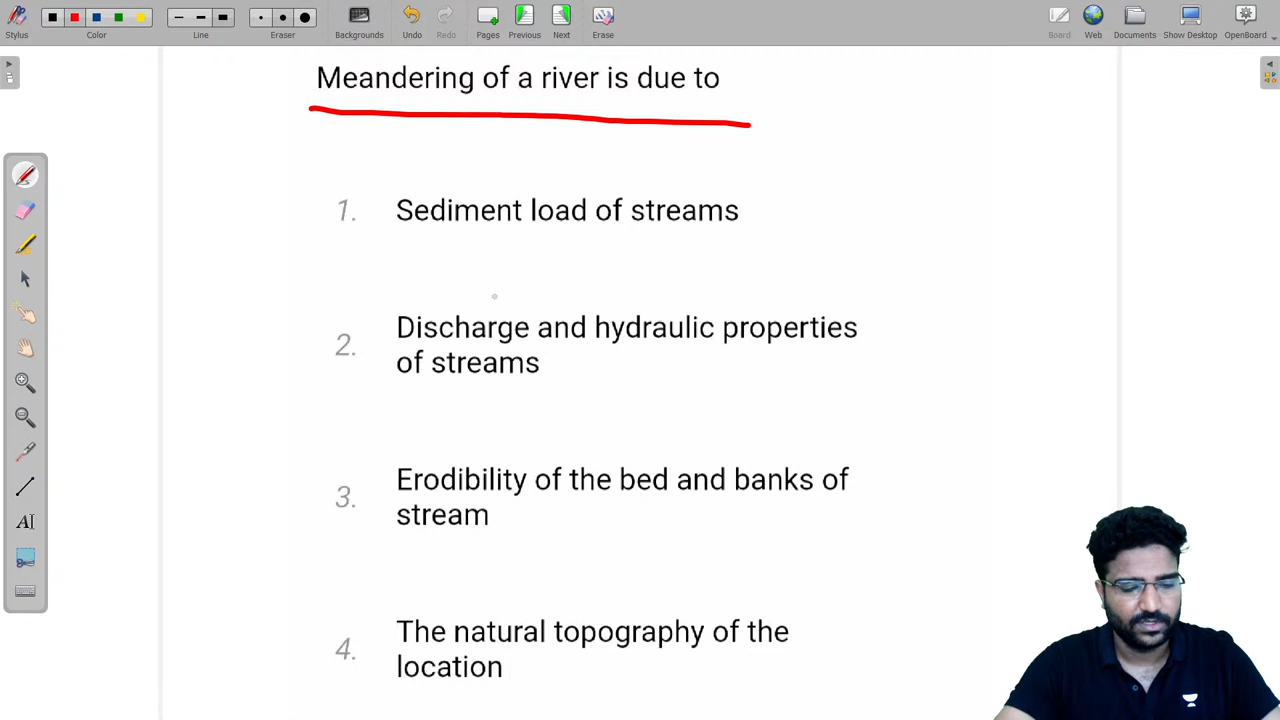 Stylus
Color
Line
Eraser
Backgrounds
Undo
Redo
Pages
Previous
Next
Erase
Board
Web
Documents
Show Desktop
OpenBoard
Meandering of a river is due to
1. Sediment load of streams
2. Discharge and hydraulic properties
of streams
3. Erodibility of the bed and banks of
stream
4. The natural topography of the
location
AI